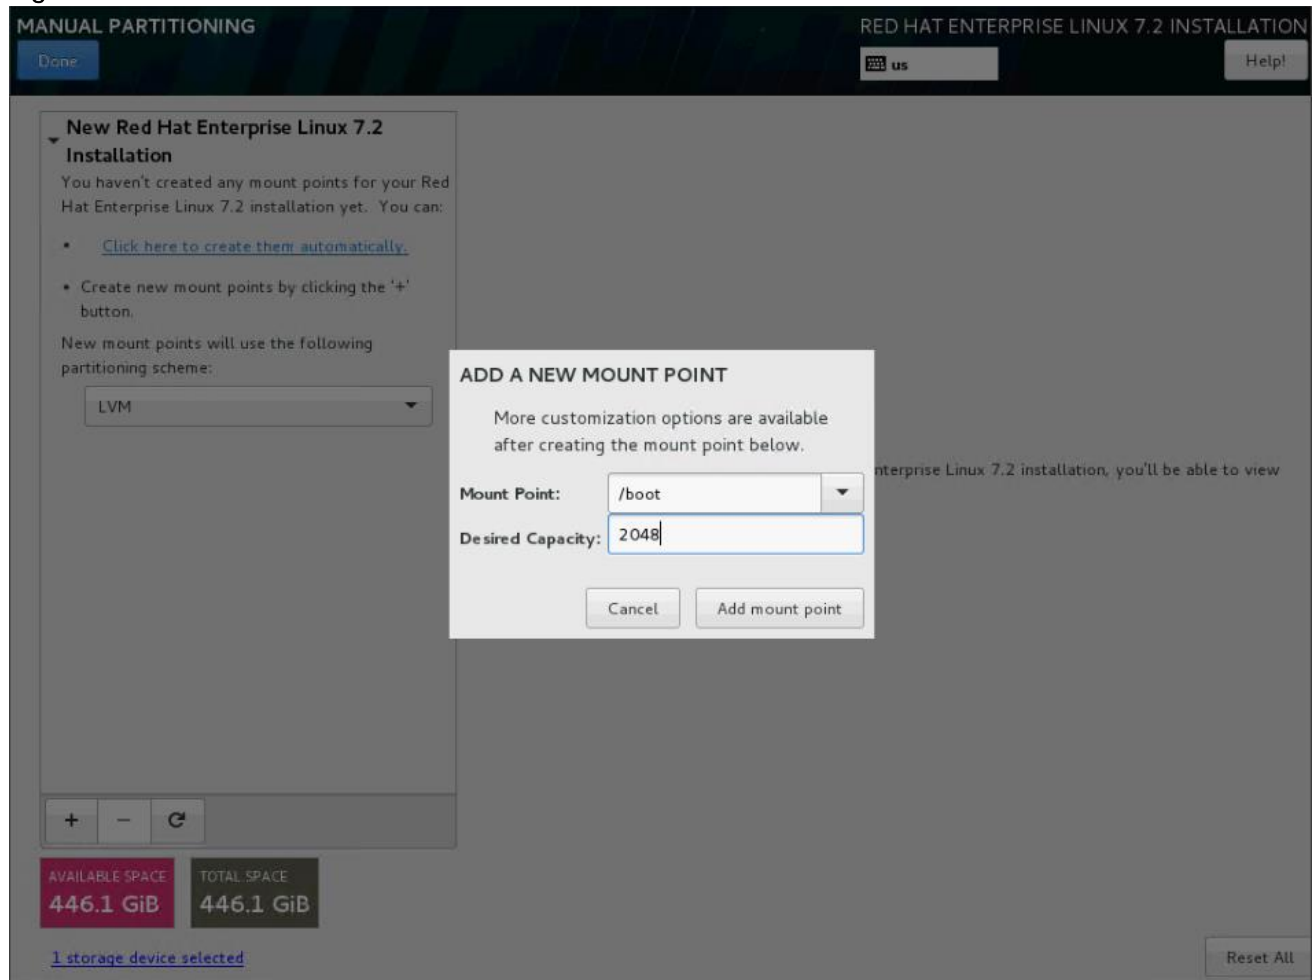 MANUAL PARTITIONING
RED HAT ENTERPRISE LINUX 7.2 INSTALLATION
Done
us
Help!
New Red Hat Enterprise Linux 7.2
Installation
You haven't created any mount points for your Red
Hat Enterprise Linux 7.2 installation yet. You can:
• Click here to create them automatically.
• Create new mount points by clicking the '+'
button.
New mount points will use the following
partitioning scheme:
LVM
ADD A NEW MOUNT POINT
More customization options are available
after creating the mount point below.
nterprise Linux 7.2 installation, you'll be able to view
Mount Point: /boot
Desired Capacity: 2048
Cancel
Add mount point
+ −
AVAILABLE SPACE
446.1 GiB
TOTAL SPACE
446.1 GiB
1 storage device selected
Reset All